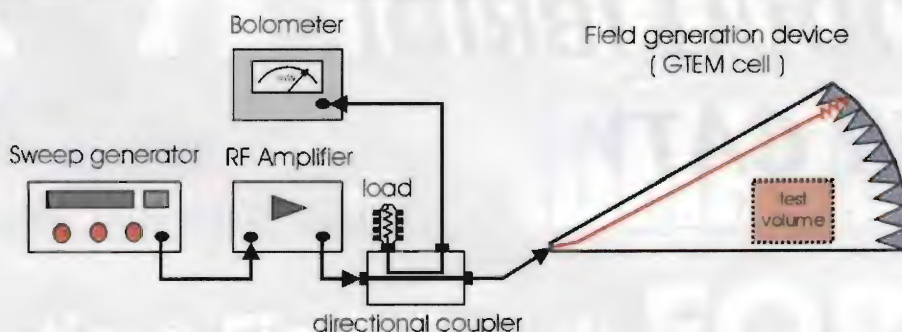 Bolometer
Field generation device
( GTEM cell )
Sweep generator
RF Amplifier
load
test
volume
directional coupler